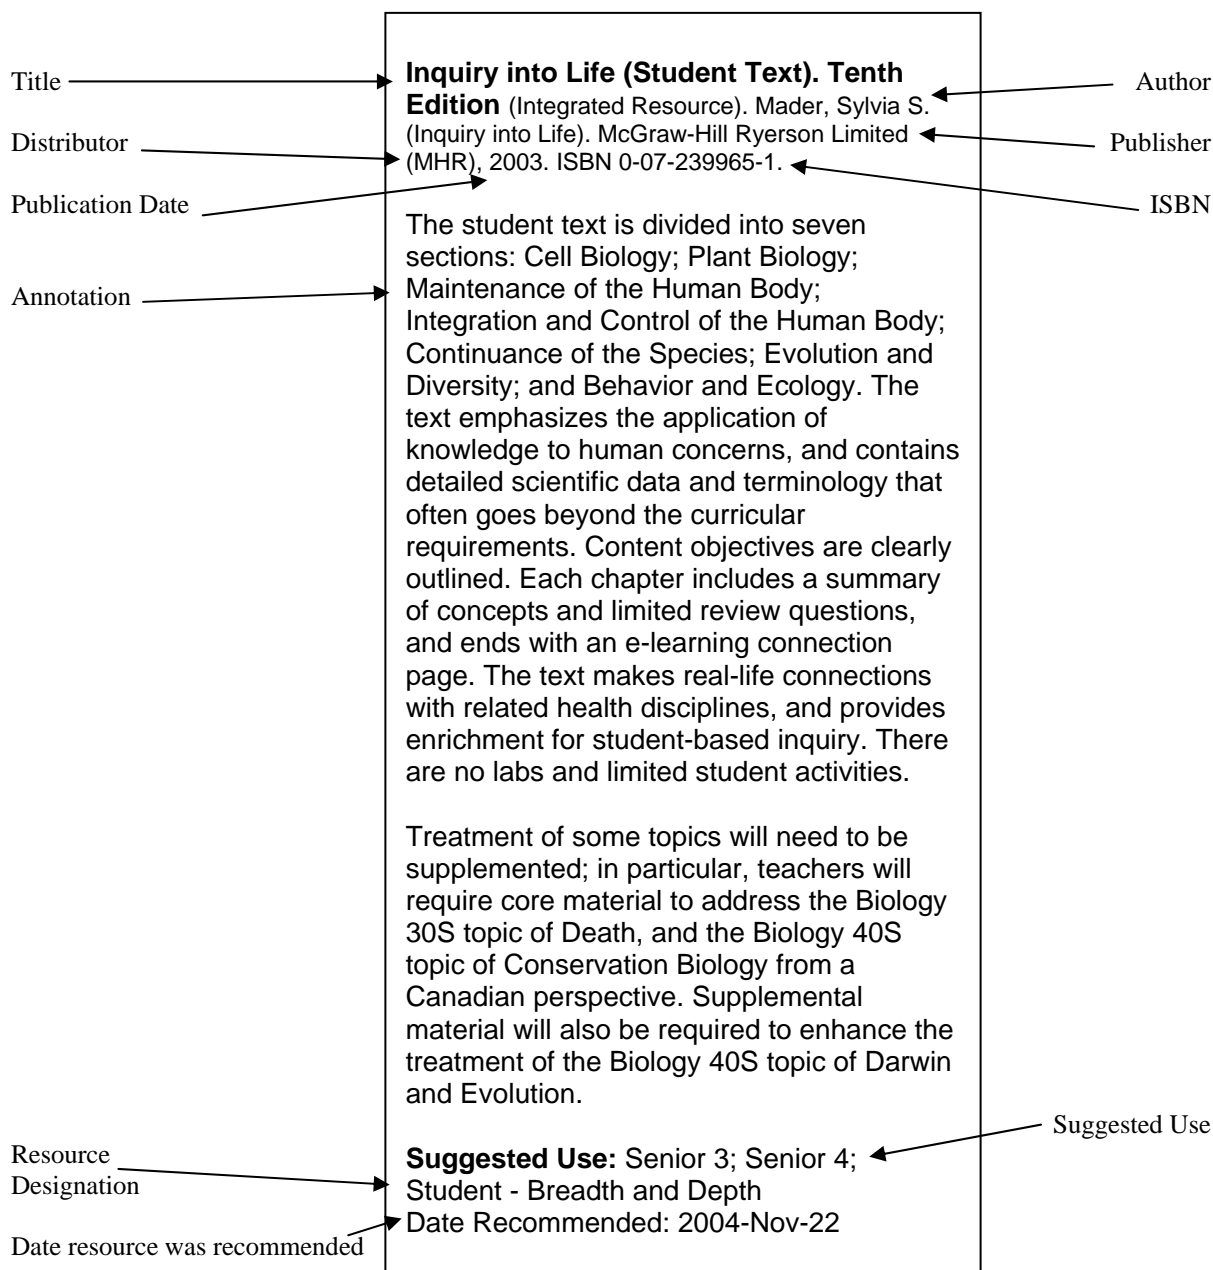 Title
Distributor
Publication Date
Annotation
Inquiry into Life (Student Text). Tenth
Edition (Integrated Resource). Mader, Sylvia S.
(Inquiry into Life). McGraw-Hill Ryerson Limited
(MHR), 2003. ISBN 0-07-239965-1.
Author
Publisher
ISBN
The student text is divided into seven
sections: Cell Biology; Plant Biology;
Maintenance of the Human Body;
Integration and Control of the Human Body;
Continuance of the Species; Evolution and
Diversity; and Behavior and Ecology. The
text emphasizes the application of
knowledge to human concerns, and contains
detailed scientific data and terminology that
often goes beyond the curricular
requirements. Content objectives are clearly
outlined. Each chapter includes a summary
of concepts and limited review questions,
and ends with an e-learning connection
page. The text makes real-life connections
with related health disciplines, and provides
enrichment for student-based inquiry. There
are no labs and limited student activities.
Treatment of some topics will need to be
supplemented; in particular, teachers will
require core material to address the Biology
30S topic of Death, and the Biology 40S
topic of Conservation Biology from a
Canadian perspective. Supplemental
material will also be required to enhance the
treatment of the Biology 40S topic of Darwin
and Evolution.
Suggested Use
Resource
Designation
Date resource was recommended
Suggested Use: Senior 3; Senior 4;
Student - Breadth and Depth
Date Recommended: 2004-Nov-22